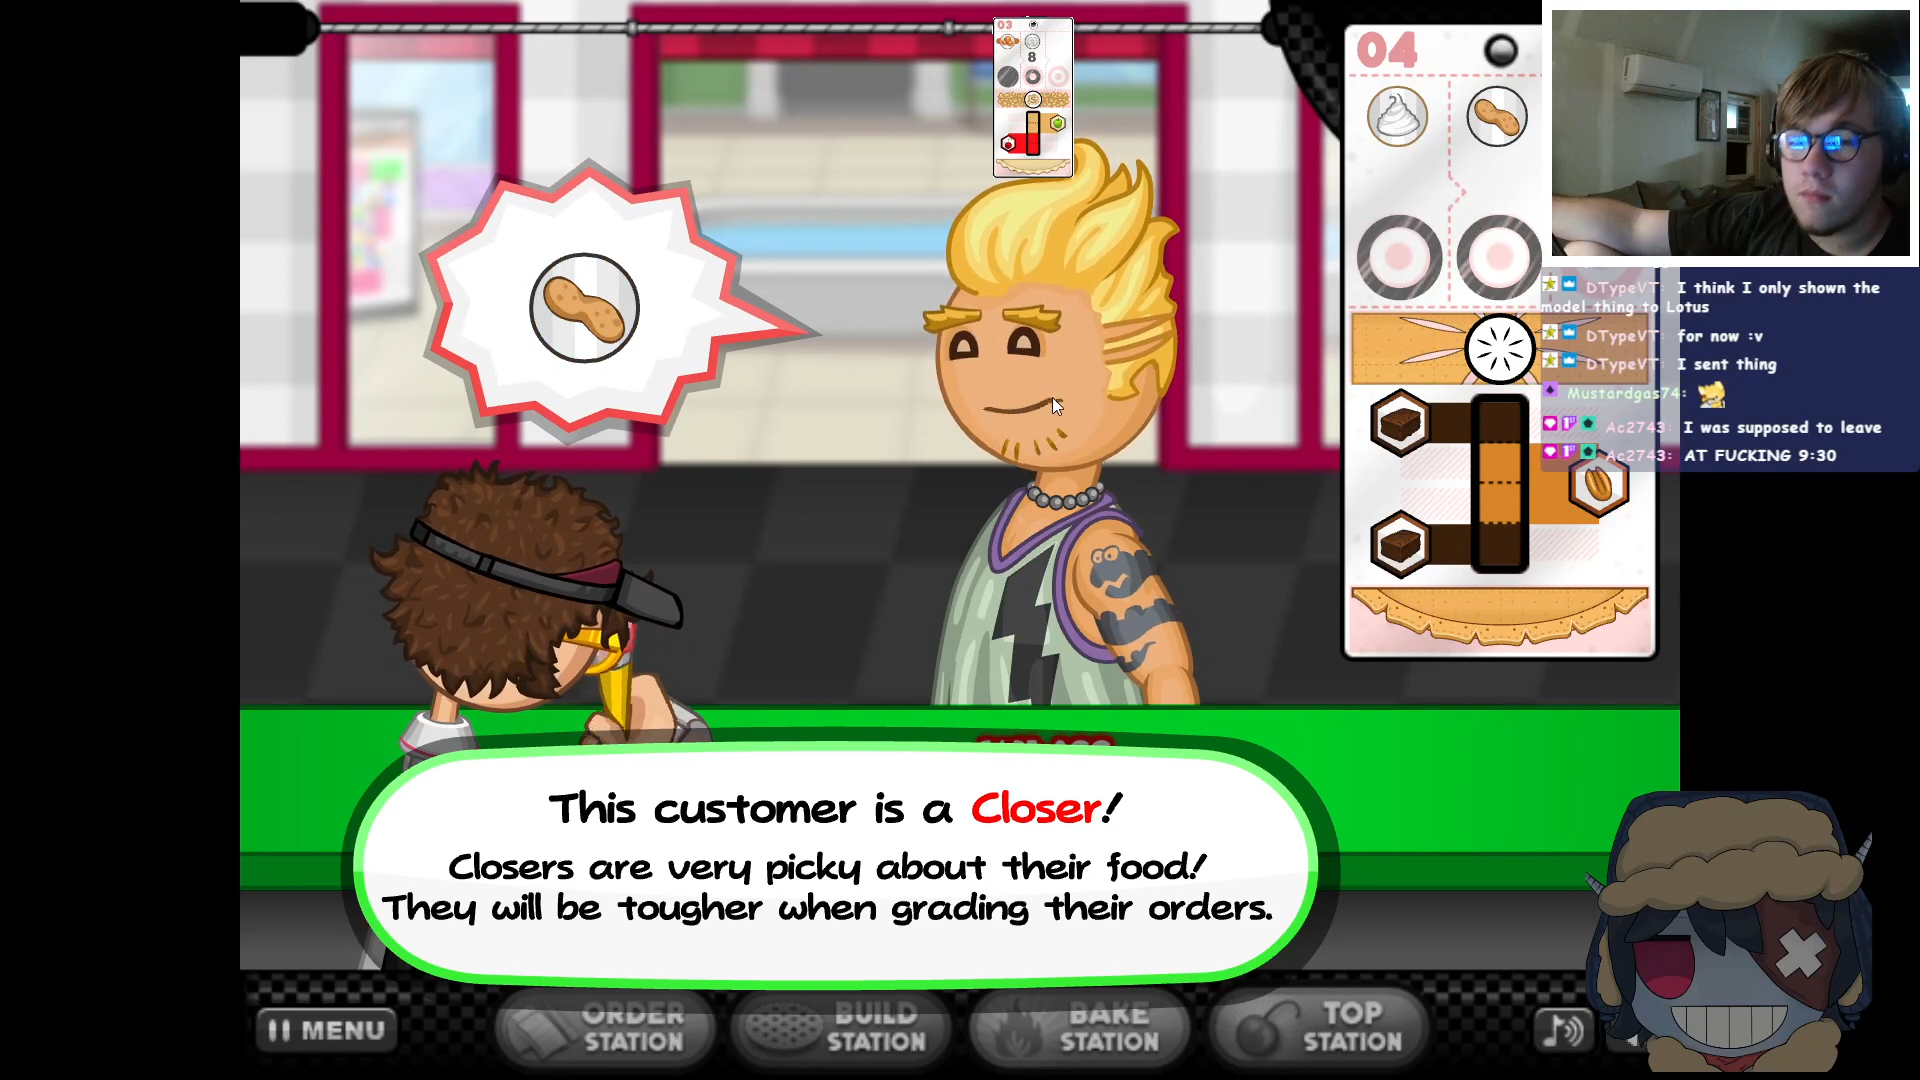 03
8
04
DTypeVT: I think I only shown the
model thing to Lotus
DTypeVT: for now :v
DTypeVT: I sent thing
Mustardgas74:
Ac2743: I was supposed to leave
Ac2743: AT FUCKING 9:30
This customer is a Closer!
Closers are very picky about their food!
They will be tougher when grading their orders.
MENU
ORDER
STATION
BUILD
STATION
BAKE
STATION
TOP
STATION